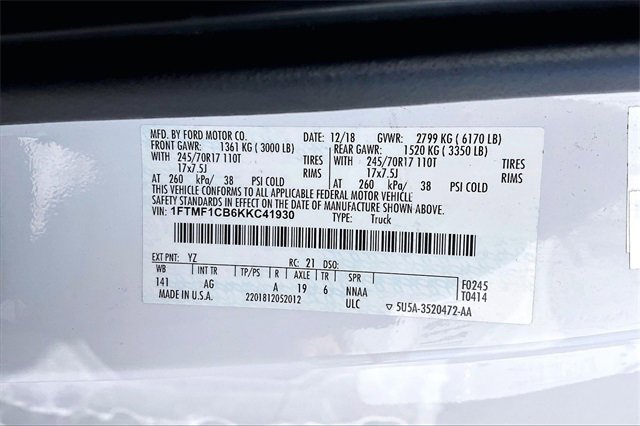 MFD. BY FORD MOTOR CO. DATE: 12/18 GVWR: 2799 KG ( 6170 LB)
FRONT GAWR: 1361 KG ( 3000 LB) REAR GAWR: 1520 KG ( 3350 LB)
WITH 245/70R17 110T TIRES WITH 245/70R17 110T TIRES
17x7.5J RIMS 17x7.5J RIMS
AT 260 kPa/ 38 PSI COLD AT 260 kPa/ 38 PSI COLD
THIS VEHICLE CONFORMS TO ALL APPLICABLE FEDERAL MOTOR VEHICLE
SAFETY STANDARDS IN EFFECT ON THE DATE OF MANUFACTURE SHOWN ABOVE.
VIN: 1FTMF1CB6KKC41930 TYPE: Truck
EXT PNT: YZ RC: 21 DSO:
WB INT TR TP/PS R AXLE TR SPR F0245
141 AG A 19 6 NNAA T0414
MADE IN U.S.A. 2201812052012 ULC ▽ 5U5A-3520472-AA